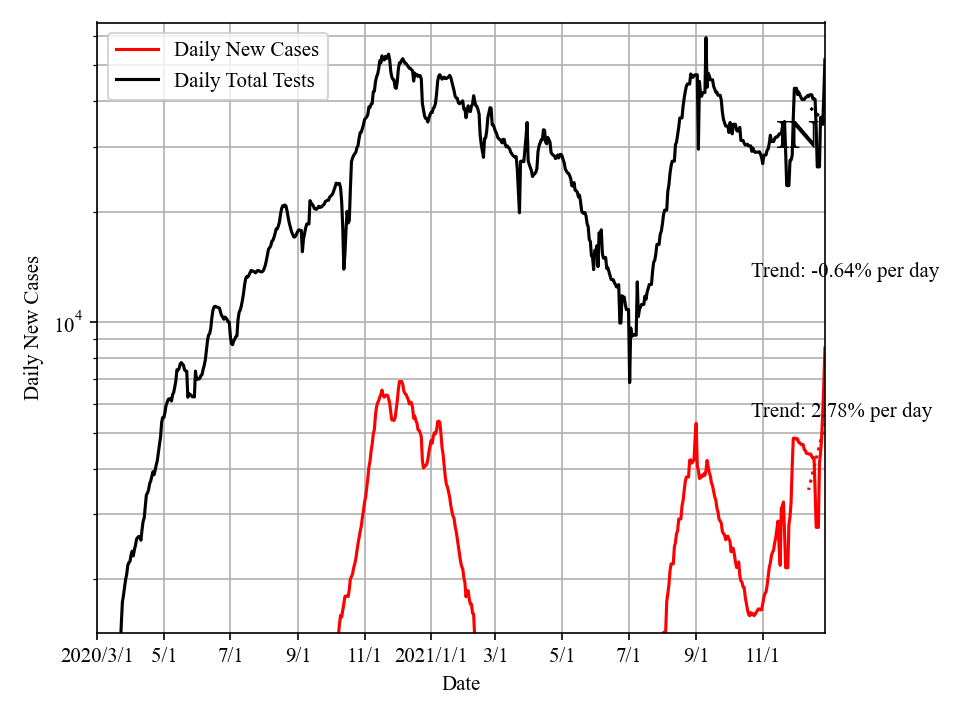 Daily New Cases
Daily Total Tests
IN
Trend: -0.64% per day
Trend: 2.78% per day
10^4
Daily New Cases
2020/3/1 5/1 7/1 9/1 11/1 2021/1/1 3/1 5/1 7/1 9/1 11/1
Date